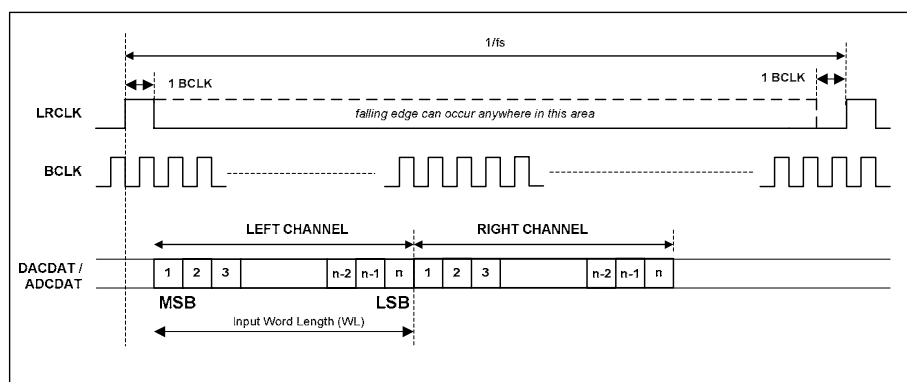 1/fs
1 BCLK
1 BCLK
LRCLK
falling edge can occur anywhere in this area
BCLK
LEFT CHANNEL
RIGHT CHANNEL
DACDAT /
ADCDAT
1 2 3 n-2 n-1 n 1 2 3 n-2 n-1 n
MSB
LSB
Input Word Length (WL)